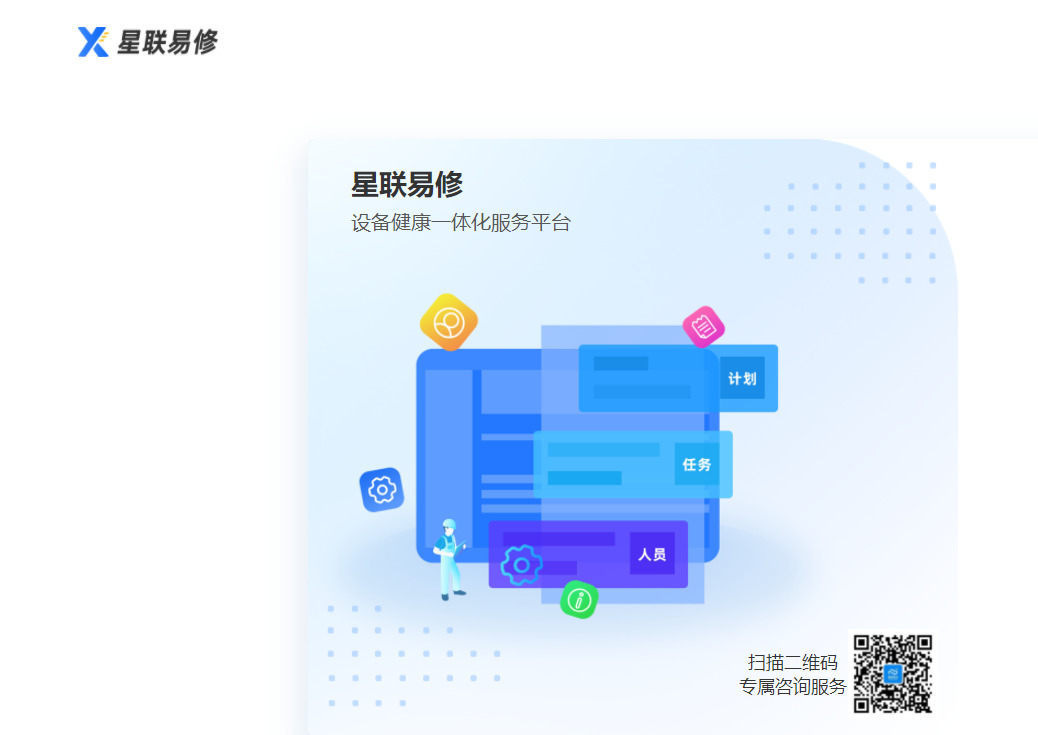 星联易修
星联易修
设备健康一体化服务平台
计划
任务
人员
扫描二维码
专属咨询服务